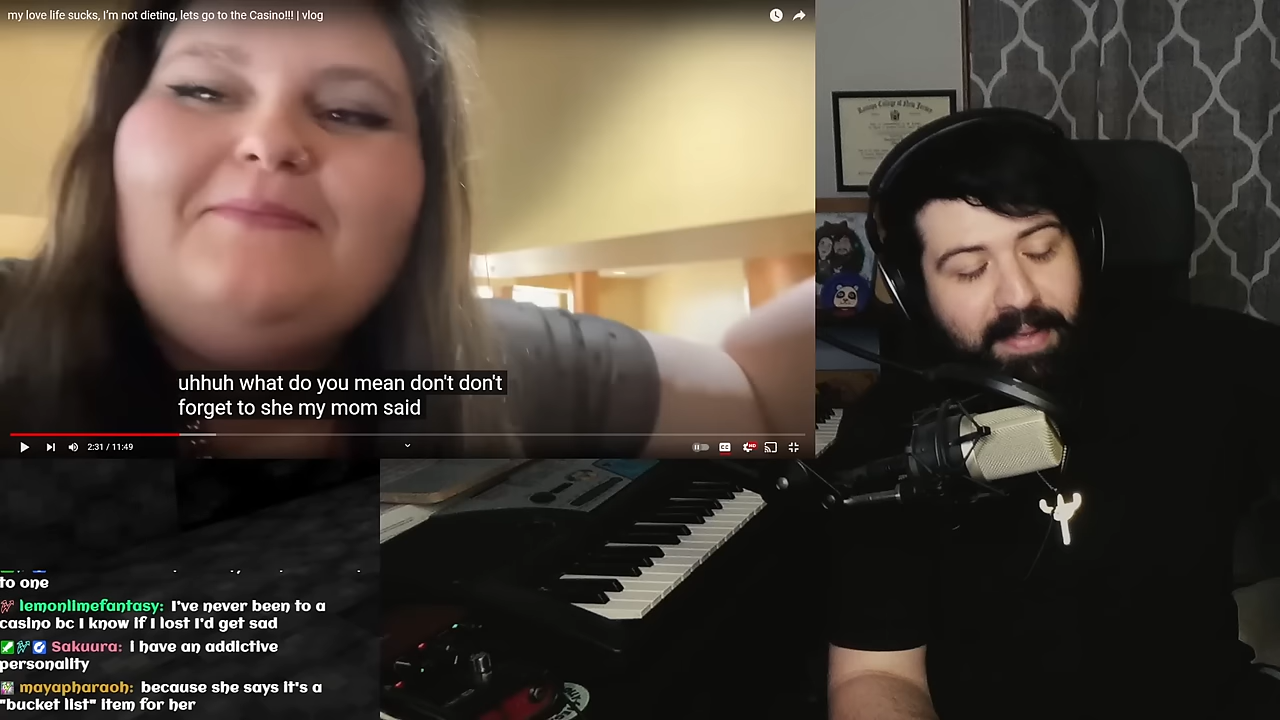 my love life sucks, I'm not dieting, lets go to the Casino!!! | vlog
uhhuh what do you mean don't don't
forget to she my mom said
2:31 / 11:49
CC
HD
to one
lemonlimefantasy: I've never been to a
casino bc I know if I lost I'd get sad
Sakuura: I have an addictive
personality
mayapharaoh: because she says it's a
"bucket list" item for her